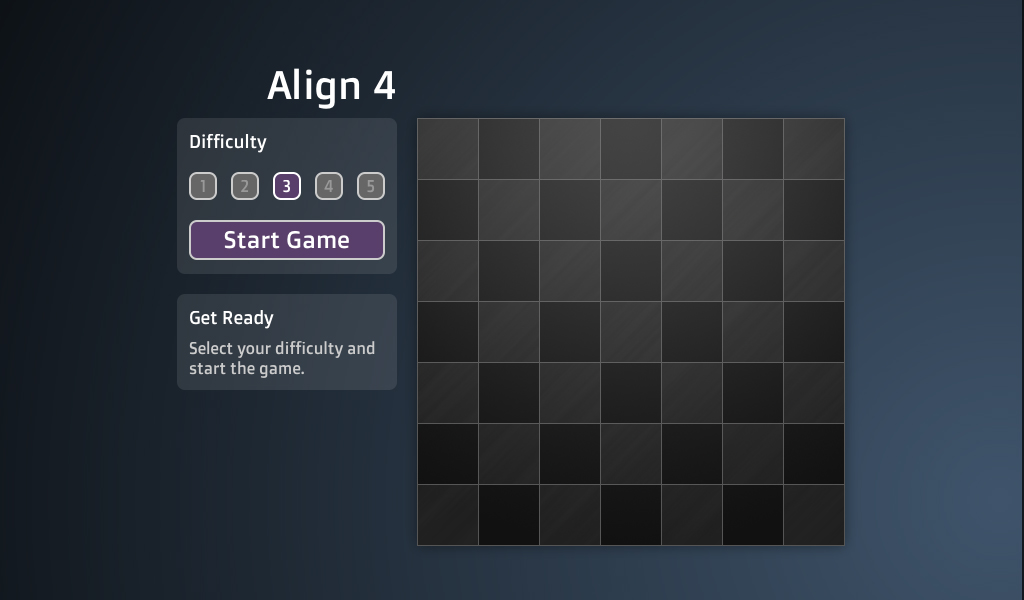 Align 4
Difficulty
1 2 3 4 5
Start Game
Get Ready
Select your difficulty and
start the game.